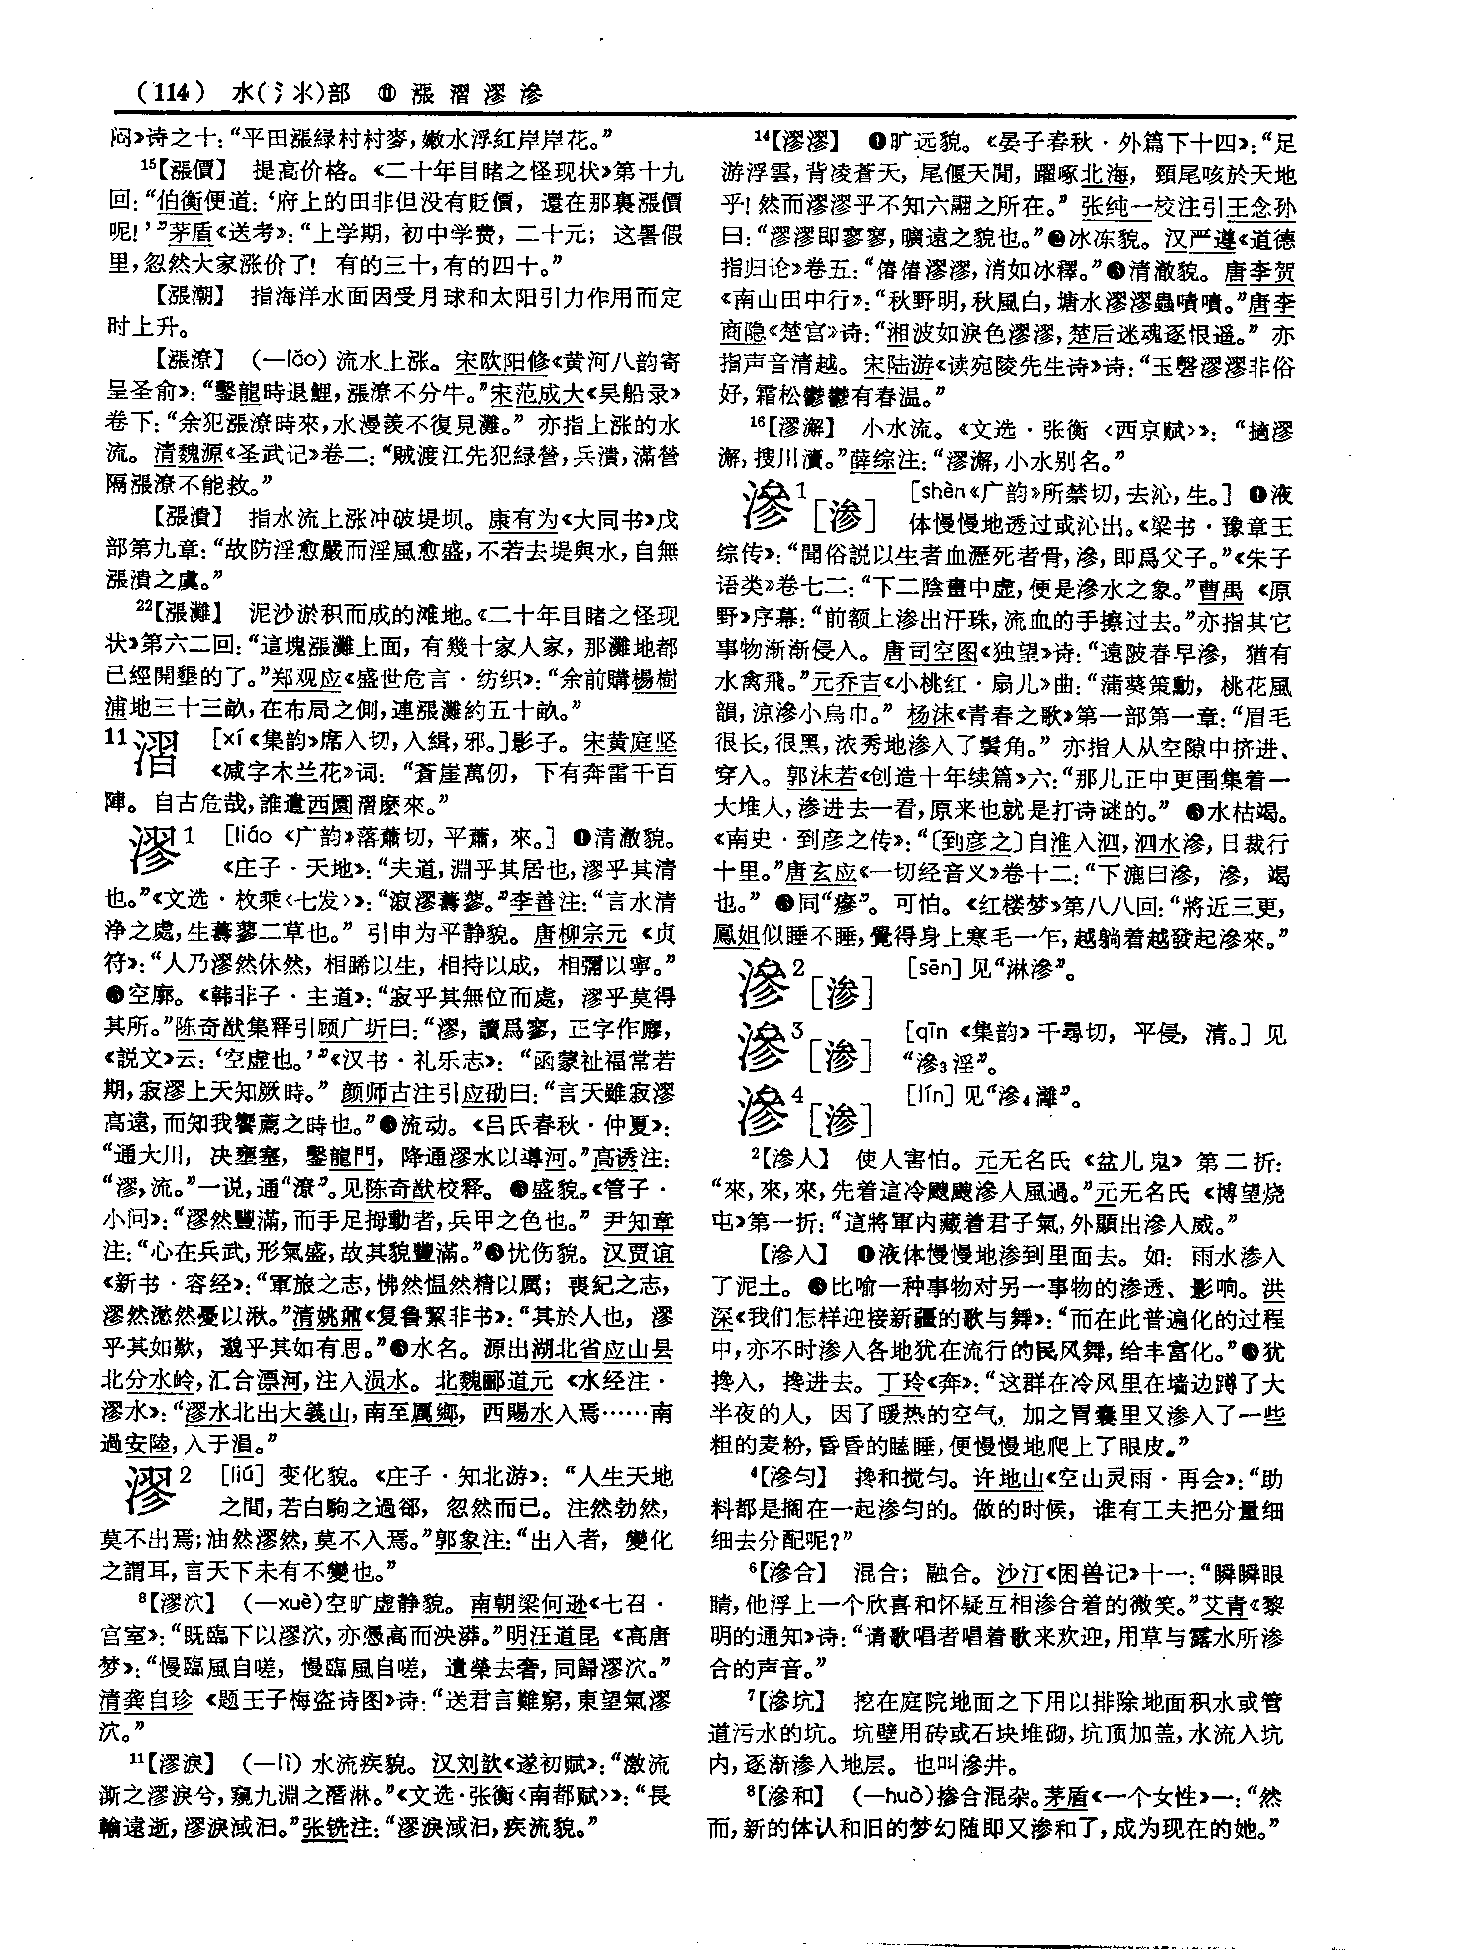 （114） 水(氵氺)部 ⑪漲漝漻滲
闷》诗之十：“平田漲緑村村麥，嫩水浮紅岸岸花。”
15【漲價】 提高价格。《二十年目睹之怪现状》第十九
回：“伯衡便道：‘府上的田非但没有貶價，還在那裏漲價
呢！’”茅盾《送考》：“上学期，初中学费，二十元；这暑假
里，忽然大家涨价了！ 有的三十，有的四十。”
【漲潮】 指海洋水面因受月球和太阳引力作用而定
时上升。
【漲潦】 （—lǎo）流水上涨。宋欧阳修《黄河八韵寄
呈圣俞》：“鑿龍時退鯉，漲潦不分牛。”宋范成大《吴船录》
卷下：“余犯漲潦時來，水漫羨不復見灘。” 亦指上涨的水
流。清魏源《圣武记》卷二：“贼渡江先犯緑營，兵潰，滿營
隔漲潦不能救。”
【漲潰】 指水流上涨冲破堤坝。康有为《大同书》戊
部第九章：“故防淫愈嚴而淫風愈盛，不若去堤與水，自無
漲潰之虞。”
22【漲灘】 泥沙淤积而成的滩地。《二十年目睹之怪现
状》第六二回：“這塊漲灘上面，有幾十家人家，那灘地都
已經開墾的了。”郑观应《盛世危言·纺织》：“余前購楊樹
浦地三十三畝，在布局之側，連漲灘約五十畝。”
11漝 ［xí《集韵》席入切，入緝，邪。］影子。宋黄庭坚
《减字木兰花》词：“蒼崖萬仞，下有奔雷千百
陣。自古危哉，誰遣西園漝麽來。”
漻1 ［liáo《广韵》落蕭切，平蕭，來。］❶清澈貌。
《庄子·天地》：“夫道，淵乎其居也，漻乎其清
也。”《文选·枚乘〈七发〉》：“㴑漻薵蓼。”李善注：“言水清
浄之處，生薵蓼二草也。” 引申为平静貌。唐柳宗元《贞
符》：“人乃漻然休然，相睎以生，相持以成，相彌以寧。”
❷空廓。《韩非子·主道》：“寂乎其無位而處，漻乎莫得
其所。”陈奇猷集释引顾广圻曰：“漻，讀爲寥，正字作廫，
《説文》云：‘空虚也。’”《汉书·礼乐志》：“函蒙祉福常若
期，寂漻上天知厥時。” 颜师古注引应劭曰：“言天雖寂漻
高遠，而知我饗薦之時也。”❸流动。《吕氏春秋·仲夏》：
“通大川，决壅塞，鑿龍門，降通漻水以導河。”高诱注：
“漻，流。”一说，通“潦”。见陈奇猷校释。❹盛貌。《管子·
小问》：“漻然豐滿，而手足拇動者，兵甲之色也。” 尹知章
注：“心在兵武，形氣盛，故其貌豐滿。”❺忧伤貌。汉贾谊
《新书·容经》：“軍旅之志，怫然愠然精以厲；喪紀之志，
漻然愁然憂以湫。”清姚鼐《复鲁絜非书》：“其於人也，漻
乎其如歎，邈乎其如有思。”❻水名。源出湖北省应山县
北分水岭，汇合漂河，注入涢水。北魏郦道元《水经注·
漻水》：“漻水北出大義山，南至厲鄉，西賜水入焉……南
過安陸，入于溳。”
漻2 ［liú］变化貌。《庄子·知北游》：“人生天地
之間，若白駒之過郤，忽然而已。注然勃然，
莫不出焉；油然漻然，莫不入焉。”郭象注：“出入者，變化
之謂耳，言天下未有不變也。”
8【漻泬】 （—xuè）空旷虚静貌。南朝梁何逊《七召·
宫室》：“既臨下以漻泬，亦憑高而泱漭。”明汪道昆《高唐
梦》：“慢臨風自嗟，慢臨風自嗟，遺榮去奢，同歸漻泬。”
清龚自珍《题王子梅盗诗图》诗：“送君言難窮，東望氣漻
泬。”
11【漻淚】 （—lì）水流疾貌。汉刘歆《遂初赋》：“激流
澌之漻淚兮，窺九淵之潛淋。”《文选·张衡〈南都赋〉》：“長
輸遠逝，漻淚淢汨。”张铣注：“漻淚淢汨，疾流貌。”
14【漻漻】 ❶旷远貌。《晏子春秋·外篇下十四》：“足
游浮雲，背凌蒼天，尾偃天閒，躍啄北海，頸尾咳於天地
乎！然而漻漻乎不知六翮之所在。” 张纯一校注引王念孙
曰：“漻漻即寥寥，曠遠之貌也。”❷冰冻貌。汉严遵《道德
指归论》卷五：“偆偆漻漻，消如冰釋。”❸清澈貌。唐李贺
《南山田中行》：“秋野明，秋風白，塘水漻漻蟲嘖嘖。”唐李
商隐《楚宫》诗：“湘波如淚色漻漻，楚后迷魂逐恨遥。” 亦
指声音清越。宋陆游《读宛陵先生诗》诗：“玉磬漻漻非俗
好，霜松鬱鬱有春温。”
16【漻澥】 小水流。《文选·张衡〈西京赋〉》：“擿漻
澥，搜川瀆。”薛综注：“漻澥，小水别名。”
滲1［渗］ ［shèn《广韵》所禁切，去沁，生。］❶液
体慢慢地透过或沁出。《梁书·豫章王
综传》：“聞俗説以生者血瀝死者骨，滲，即爲父子。”《朱子
语类》卷七二：“下二陰畫中虚，便是滲水之象。”曹禺《原
野》序幕：“前额上渗出汗珠，流血的手擦过去。”亦指其它
事物渐渐侵入。唐司空图《独望》诗：“遠陂春早滲，猶有
水禽飛。”元乔吉《小桃红·扇儿》曲：“蒲葵策動，桃花風
韻，涼滲小烏巾。” 杨沫《青春之歌》第一部第一章：“眉毛
很长，很黑，浓秀地渗入了鬓角。” 亦指人从空隙中挤进、
穿入。郭沫若《创造十年续篇》六：“那儿正中更围集着一
大堆人，渗进去一看，原来也就是打诗谜的。” ❷水枯竭。
《南史·到彦之传》：“〔到彦之〕自淮入泗，泗水滲，日裁行
十里。”唐玄应《一切经音义》卷十二：“下漉曰滲，滲，竭
也。” ❸同“瘮”。可怕。《红楼梦》第八八回：“將近三更，
鳳姐似睡不睡，覺得身上寒毛一乍，越躺着越發起滲來。”
滲2［渗］ ［sēn］见“淋滲”。
滲3［渗］ ［qīn《集韵》千尋切，平侵，清。］见
“滲3淫”。
滲4［渗］ ［lín］见“滲4灕”。
2【滲人】 使人害怕。元无名氏《盆儿鬼》第二折：
“來，來，來，先着這冷颼颼滲人風過。”元无名氏《博望烧
屯》第一折：“這將軍内藏着君子氣，外顯出滲人威。”
【滲入】 ❶液体慢慢地渗到里面去。如：雨水渗入
了泥土。❷比喻一种事物对另一事物的渗透、影响。洪
深《我们怎样迎接新疆的歌与舞》：“而在此普遍化的过程
中，亦不时渗入各地犹在流行的民风舞，给丰富化。”❸犹
搀入，搀进去。丁玲《奔》：“这群在冷风里在墙边蹲了大
半夜的人，因了暖热的空气，加之胃囊里又渗入了一些
粗的麦粉，昏昏的瞌睡，便慢慢地爬上了眼皮。”
4【滲匀】 搀和搅匀。许地山《空山灵雨·再会》：“助
料都是搁在一起渗匀的。做的时候，谁有工夫把分量细
细去分配呢？”
6【滲合】 混合；融合。沙汀《困兽记》十一：“瞬瞬眼
睛，他浮上一个欣喜和怀疑互相渗合着的微笑。”艾青《黎
明的通知》诗：“请歌唱者唱着歌来欢迎，用草与露水所渗
合的声音。”
7【滲坑】 挖在庭院地面之下用以排除地面积水或管
道污水的坑。坑壁用砖或石块堆砌，坑顶加盖，水流入坑
内，逐渐渗入地层。也叫滲井。
8【滲和】 （—huò）掺合混杂。茅盾《一个女性》一：“然
而，新的体认和旧的梦幻随即又渗和了，成为现在的她。”